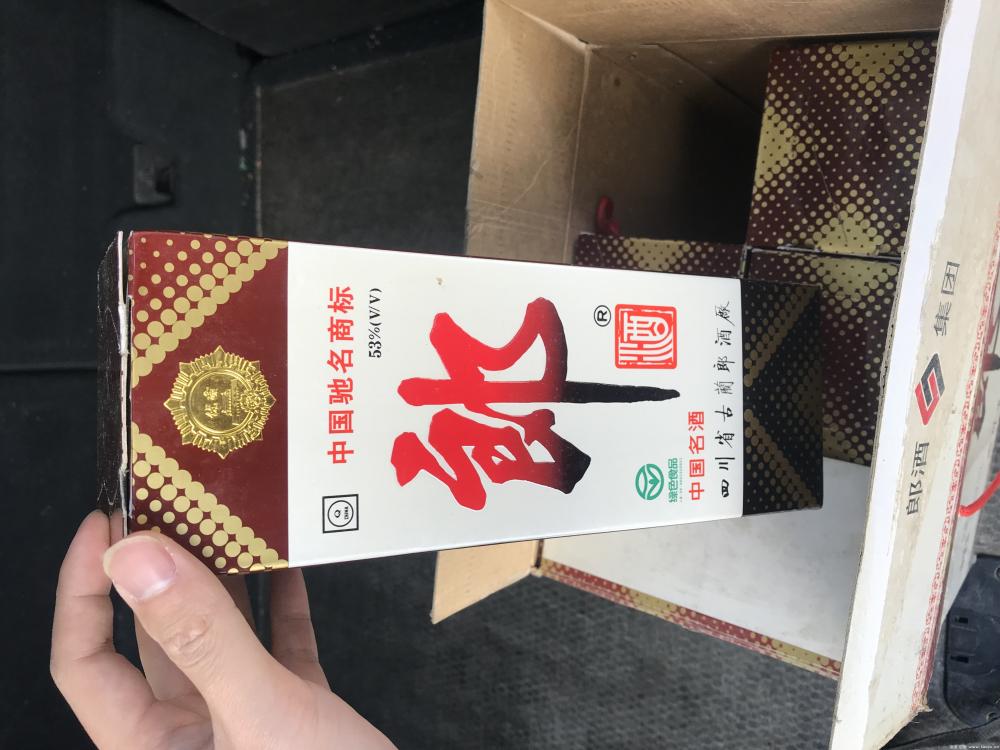 中国驰名商标
53%(V/V)
郎
®
酒
绿色食品
中国名酒
四川省古蔺郎酒厂
郎酒集团